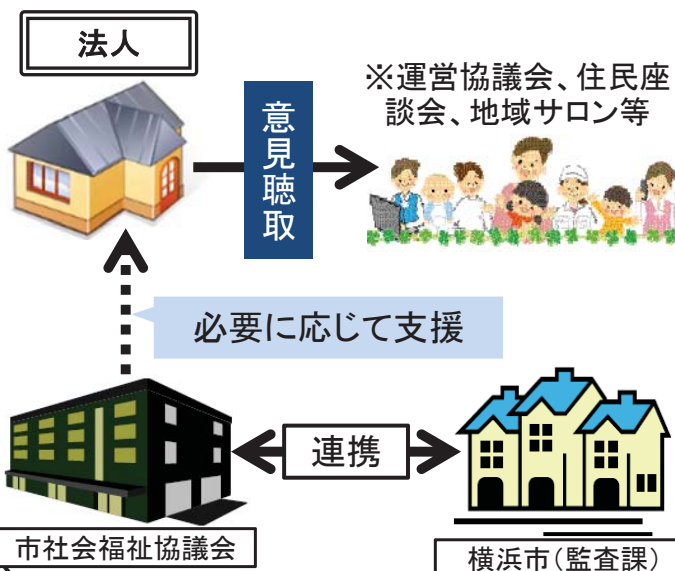 法人
※運営協議会、住民座
談会、地域サロン等
意見聴取
必要に応じて支援
連携
市社会福祉協議会
横浜市(監査課)